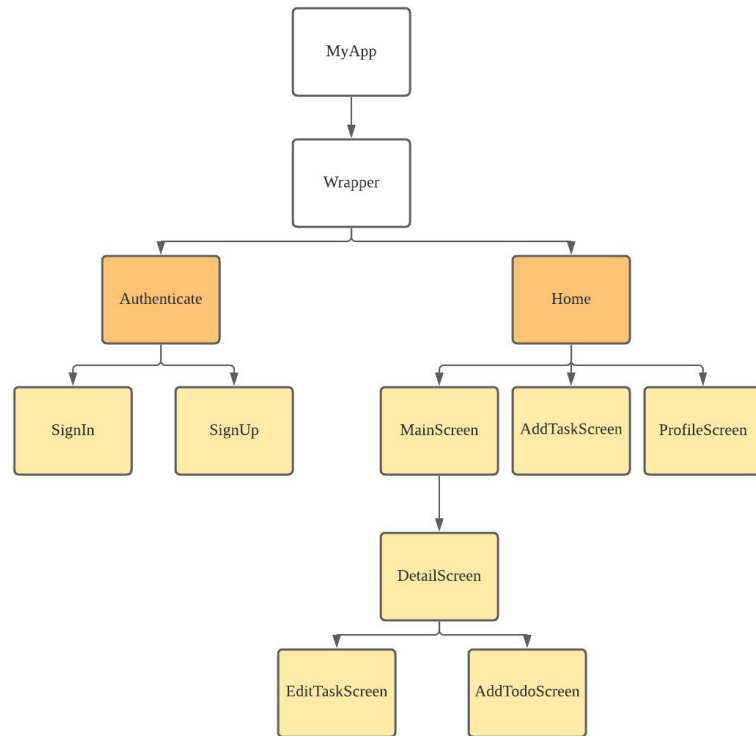 MyApp
Wrapper
Authenticate
Home
SignIn
SignUp
MainScreen
AddTaskScreen
ProfileScreen
DetailScreen
EditTaskScreen
AddTodoScreen